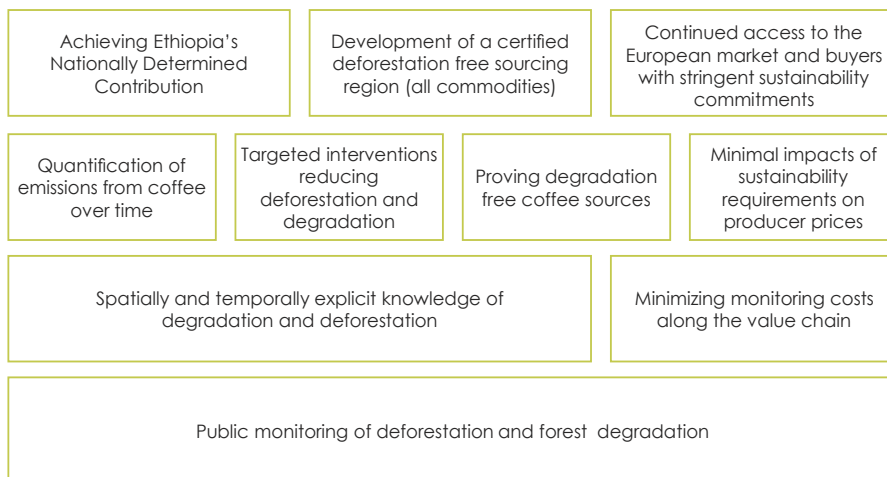 Achieving Ethiopia's
Nationally Determined
Contribution
Development of a certified
deforestation free sourcing
region (all commodities)
Continued access to the
European market and buyers
with stringent sustainability
commitments
Quantification of
emissions from coffee
over time
Targeted interventions
reducing
deforestation and
degradation
Proving degradation
free coffee sources
Minimal impacts of
sustainability
requirements on
producer prices
Spatially and temporally explicit knowledge of
degradation and deforestation
Minimizing monitoring costs
along the value chain
Public monitoring of deforestation and forest degradation